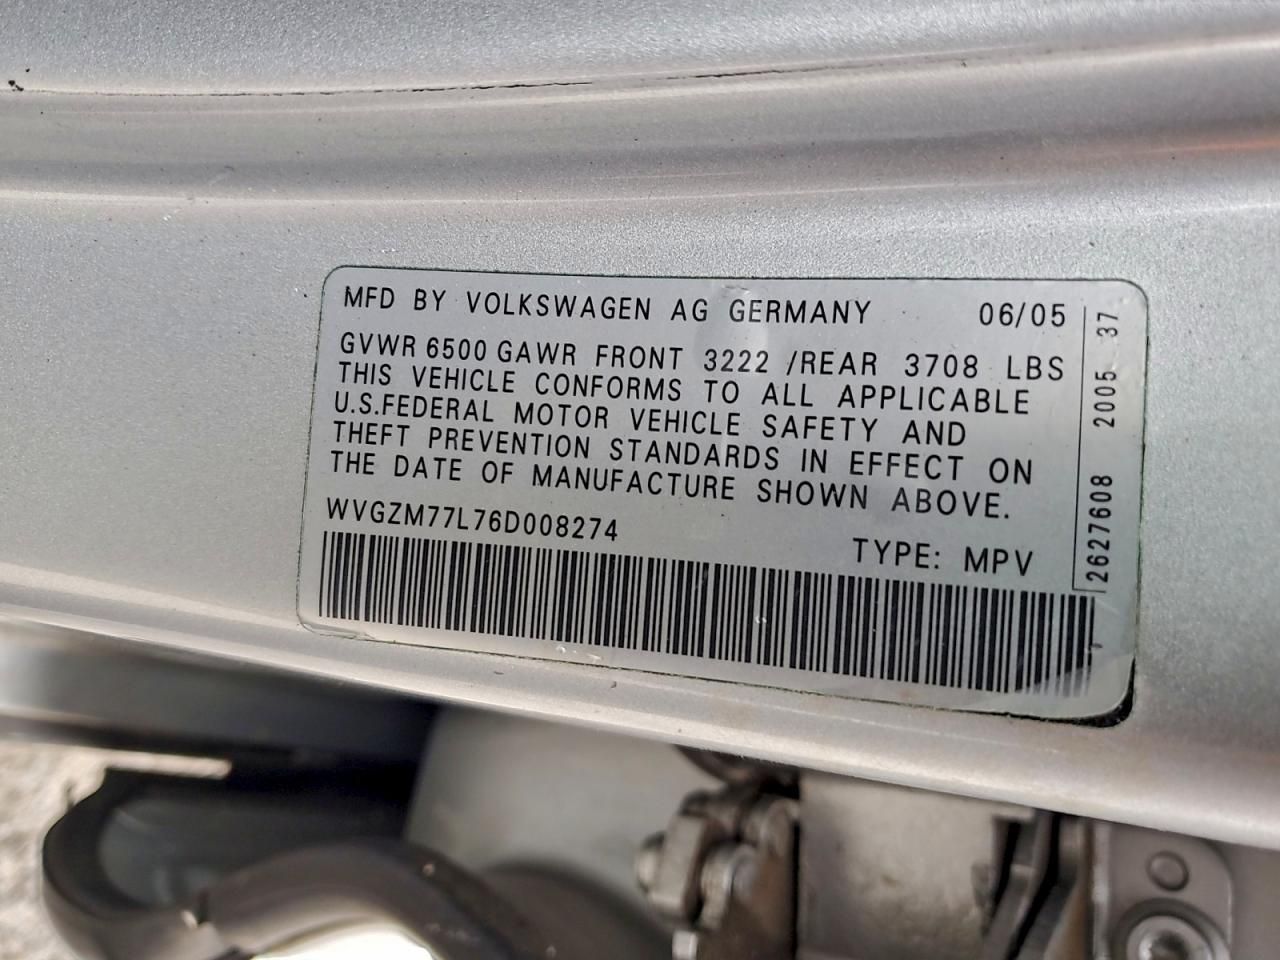 MFD BY VOLKSWAGEN AG GERMANY 06/05
GVWR 6500 GAWR FRONT 3222 /REAR 3708 LBS
THIS VEHICLE CONFORMS TO ALL APPLICABLE
U.S.FEDERAL MOTOR VEHICLE SAFETY AND
THEFT PREVENTION STANDARDS IN EFFECT ON
THE DATE OF MANUFACTURE SHOWN ABOVE.
WVGZM77L76D008274
TYPE: MPV
2627608 2005 37